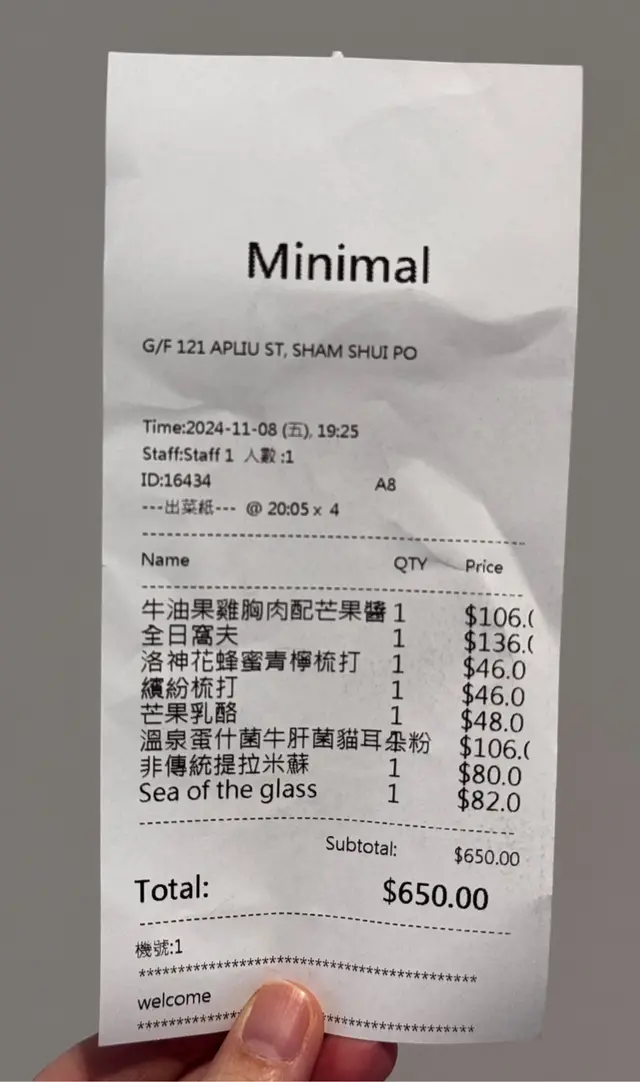 Minimal
G/F 121 APLIU ST, SHAM SHUI PO
Time:2024-11-08 (五), 19:25
Staff:Staff 1 人數 :1
ID:16434 A8
---出菜紙--- @ 20:05 x 4
Name QTY Price
牛油果雞胸肉配芒果醬 1 $106.(
全日窩夫 1 $136.(
洛神花蜂蜜青檸梳打 1 $46.0
繽紛梳打 1 $46.0
芒果乳酪 1 $48.0
溫泉蛋什菌牛肝菌貓耳朵粉 1 $106.(
非傳統提拉米蘇 1 $80.0
Sea of the glass 1 $82.0
Subtotal: $650.00
Total: $650.00
機號:1
******************************************
welcome
******************************************